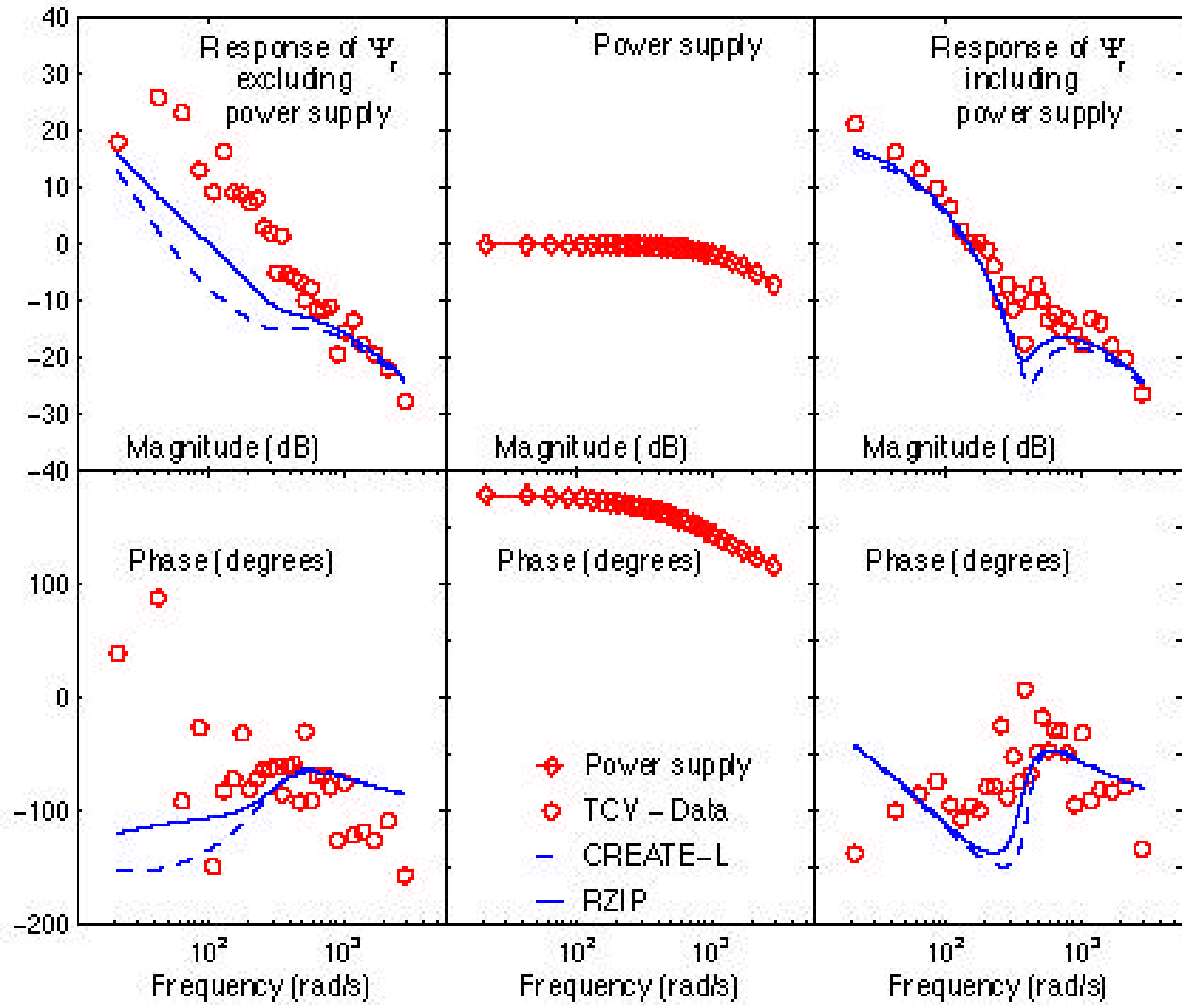 40
30
20
10
0
−10
−20
−30
−40
Response of Ψr
excluding
power supply
Magnitude (dB)
Power supply
Magnitude (dB)
Response of Ψr
including
power supply
Magnitude (dB)
100
0
−100
−200
Phase (degrees)
Phase (degrees)
Phase (degrees)
Power supply
TCV − Data
CREATE−L
RZIP
10² 10³
10² 10³
10² 10³
Frequency (rad/s)
Frequency (rad/s)
Frequency (rad/s)